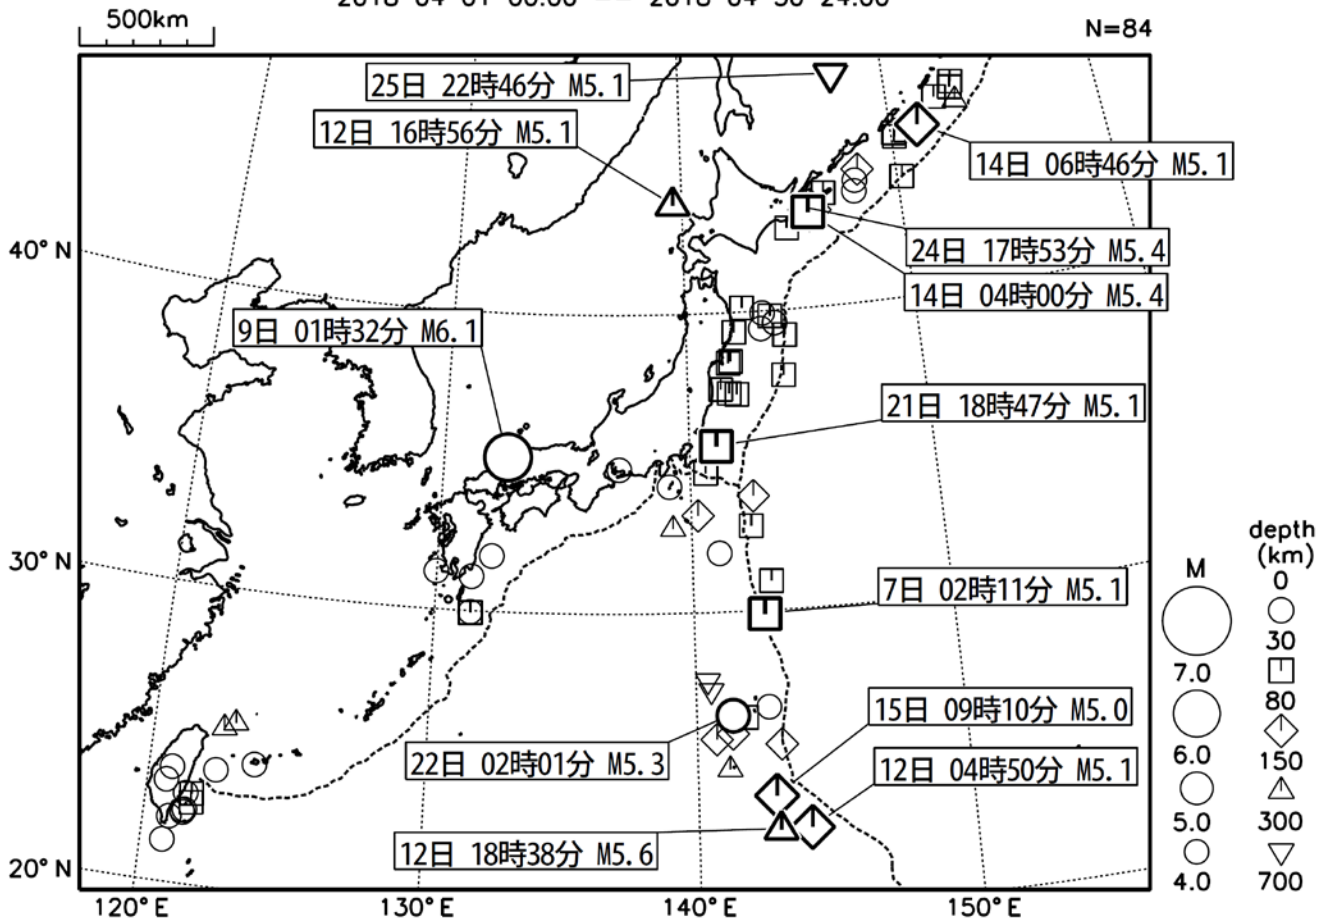 500km
N=84
25日 22時46分 M5.1
12日 16時56分 M5.1
14日 06時46分 M5.1
24日 17時53分 M5.4
40°N
14日 04時00分 M5.4
9日 01時32分 M6.1
21日 18時47分 M5.1
30°N
7日 02時11分 M5.1
15日 09時10分 M5.0
22日 02時01分 M5.3
12日 04時50分 M5.1
12日 18時38分 M5.6
20°N
120°E
130°E
140°E
150°E
M
7.0
6.0
5.0
4.0
depth
(km)
0
30
80
150
300
700